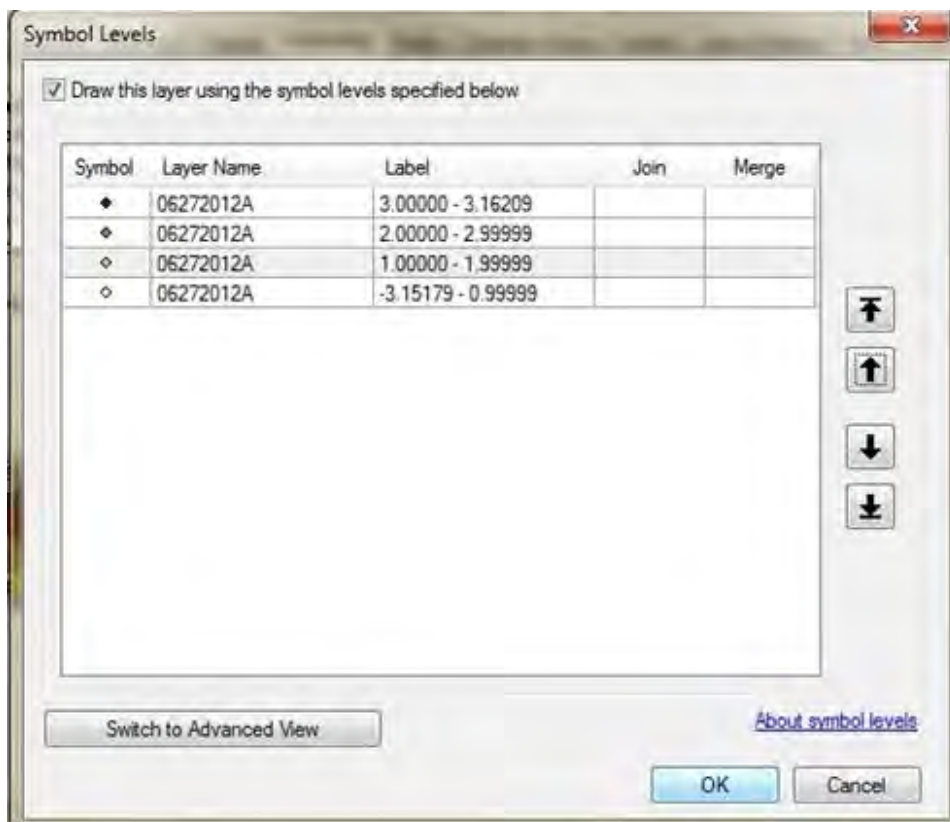 Symbol Levels
Draw this layer using the symbol levels specified below
Symbol Layer Name Label Join Merge
06272012A 3.00000 - 3.16209
06272012A 2.00000 - 2.99999
06272012A 1.00000 - 1.99999
06272012A -3.15179 - 0.99999
Switch to Advanced View
About symbol levels
OK Cancel